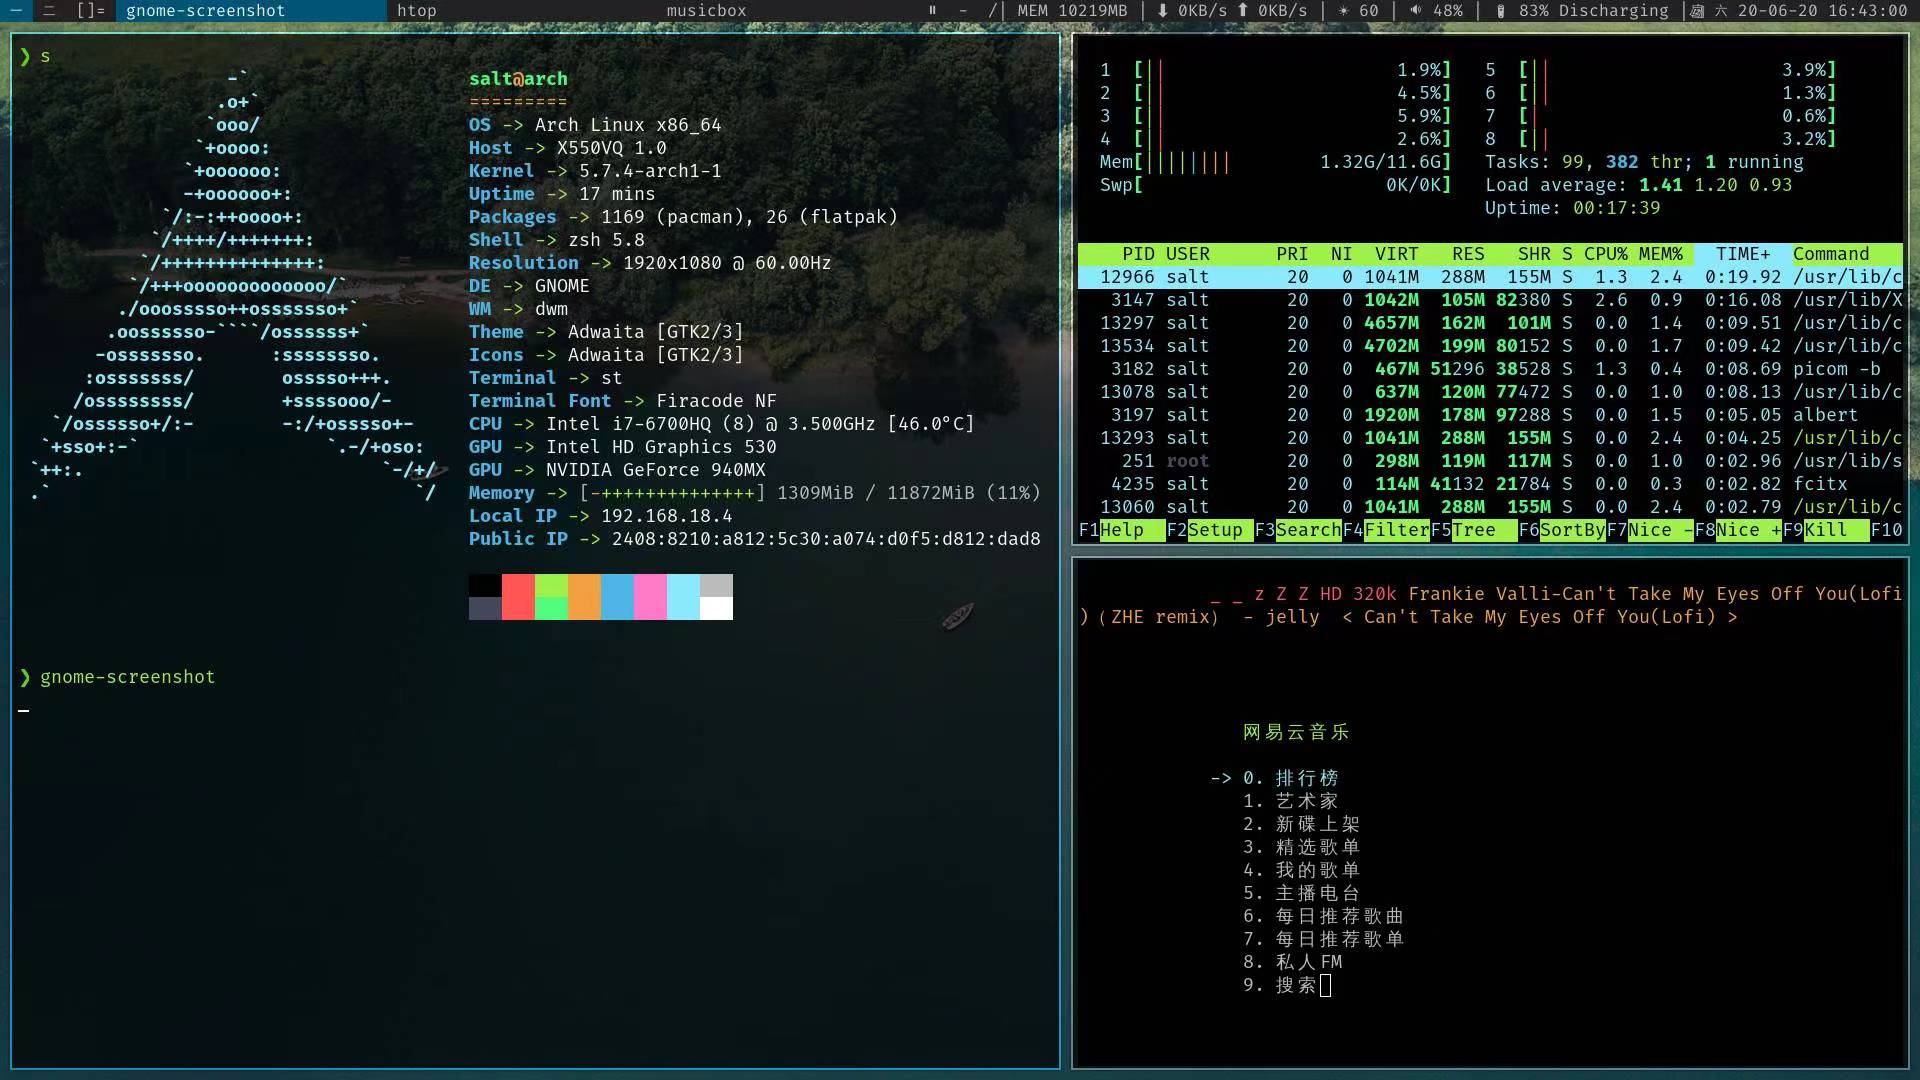 一 二 []= gnome-screenshot htop musicbox - /| MEM 10219MB | ⬇ 0KB/s ⬆ 0KB/s | ☀ 60 | 48% | 83% Discharging | 六 20-06-20 16:43:00
❯ s
-`
.o+`
`ooo/
`+oooo:
`+oooooo:
-+oooooo+:
`/:-:++oooo+:
`/++++/+++++++:
`/++++++++++++++:
`/+++ooooooooooooo/`
./ooosssso++osssssso+`
.oossssso-````/ossssss+`
-osssssso. :ssssssso.
:osssssss/ osssso+++.
/ossssssss/ +ssssooo/-
`/ossssso+/:- -:/+osssso+-
`+sso+:-` `.-/+oso:
`++:. `-/+/
.` `/
salt@arch
=========
OS -> Arch Linux x86_64
Host -> X550VQ 1.0
Kernel -> 5.7.4-arch1-1
Uptime -> 17 mins
Packages -> 1169 (pacman), 26 (flatpak)
Shell -> zsh 5.8
Resolution -> 1920x1080 @ 60.00Hz
DE -> GNOME
WM -> dwm
Theme -> Adwaita [GTK2/3]
Icons -> Adwaita [GTK2/3]
Terminal -> st
Terminal Font -> Firacode NF
CPU -> Intel i7-6700HQ (8) @ 3.500GHz [46.0°C]
GPU -> Intel HD Graphics 530
GPU -> NVIDIA GeForce 940MX
Memory -> [-++++++++++++++] 1309MiB / 11872MiB (11%)
Local IP -> 192.168.18.4
Public IP -> 2408:8210:a812:5c30:a074:d0f5:d812:dad8
❯ gnome-screenshot
_
1 [|| 1.9%] 5 [|| 3.9%]
2 [|| 4.5%] 6 [|| 1.3%]
3 [|| 5.9%] 7 [| 0.6%]
4 [|| 2.6%] 8 [|| 3.2%]
Mem[|||||||| 1.32G/11.6G] Tasks: 99, 382 thr; 1 running
Swp[ 0K/0K] Load average: 1.41 1.20 0.93
Uptime: 00:17:39
PID USER PRI NI VIRT RES SHR S CPU% MEM% TIME+ Command
12966 salt 20 0 1041M 288M 155M S 1.3 2.4 0:19.92 /usr/lib/c
3147 salt 20 0 1042M 105M 82380 S 2.6 0.9 0:16.08 /usr/lib/X
13297 salt 20 0 4657M 162M 101M S 0.0 1.4 0:09.51 /usr/lib/c
13534 salt 20 0 4702M 199M 80152 S 0.0 1.7 0:09.42 /usr/lib/c
3182 salt 20 0 467M 51296 38528 S 1.3 0.4 0:08.69 picom -b
13078 salt 20 0 637M 120M 77472 S 0.0 1.0 0:08.13 /usr/lib/c
3197 salt 20 0 1920M 178M 97288 S 0.0 1.5 0:05.05 albert
13293 salt 20 0 1041M 288M 155M S 0.0 2.4 0:04.25 /usr/lib/c
251 root 20 0 298M 119M 117M S 0.0 1.0 0:02.96 /usr/lib/s
4235 salt 20 0 114M 41132 21784 S 0.0 0.3 0:02.82 fcitx
13060 salt 20 0 1041M 288M 155M S 0.0 2.4 0:02.79 /usr/lib/c
F1Help F2Setup F3SearchF4FilterF5Tree F6SortByF7Nice -F8Nice +F9Kill F10
_ _ z Z Z HD 320k Frankie Valli-Can't Take My Eyes Off You(Lofi
)（ZHE remix） - jelly < Can't Take My Eyes Off You(Lofi) >
网易云音乐
-> 0. 排行榜
1. 艺术家
2. 新碟上架
3. 精选歌单
4. 我的歌单
5. 主播电台
6. 每日推荐歌曲
7. 每日推荐歌单
8. 私人FM
9. 搜索